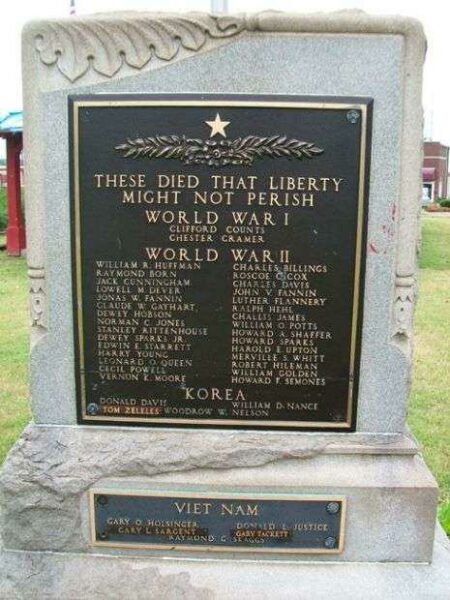 THESE DIED THAT LIBERTY
MIGHT NOT PERISH
WORLD WAR I
CLIFFORD COUNTS
CHESTER CRAMER
WORLD WAR II
WILLIAM R. HUFFMAN
RAYMOND BORN
JACK CUNNINGHAM
LOWELL M. DEVER
JONAS W. FANNIN
CLAUDE W. GAYHART
DEWEY HOBSON
NORMAN C. JONES
STANLEY RITTENHOUSE
DEWEY SPARKS JR.
EDWIN E. STARRETT
HARRY YOUNG
LEONARD O. QUEEN
CECIL POWELL
VERNON K. MOORE
CHARLES BILLINGS
ROSCOE C. COX
CHARLES DAVIS
JOHN V. FANNIN
LUTHER FLANNERY
RALPH HEHL
CHALLIS JAMES
WILLIAM O. POTTS
HOWARD A. SHAFFER
HOWARD SPARKS
HAROLD E. UPTON
MERVILLE S. WHITT
ROBERT HILEMAN
WILLIAM GOLDEN
HOWARD F. SEMONES
KOREA
DONALD DAVIS WILLIAM D. NANCE
TOM ZELELES WOODROW W. NELSON
VIET NAM
GARY O. HOLSINGER DONALD L. JUSTICE
GARY L. SARGENT GARY TACKETT
RAYMOND C. SKAGGS